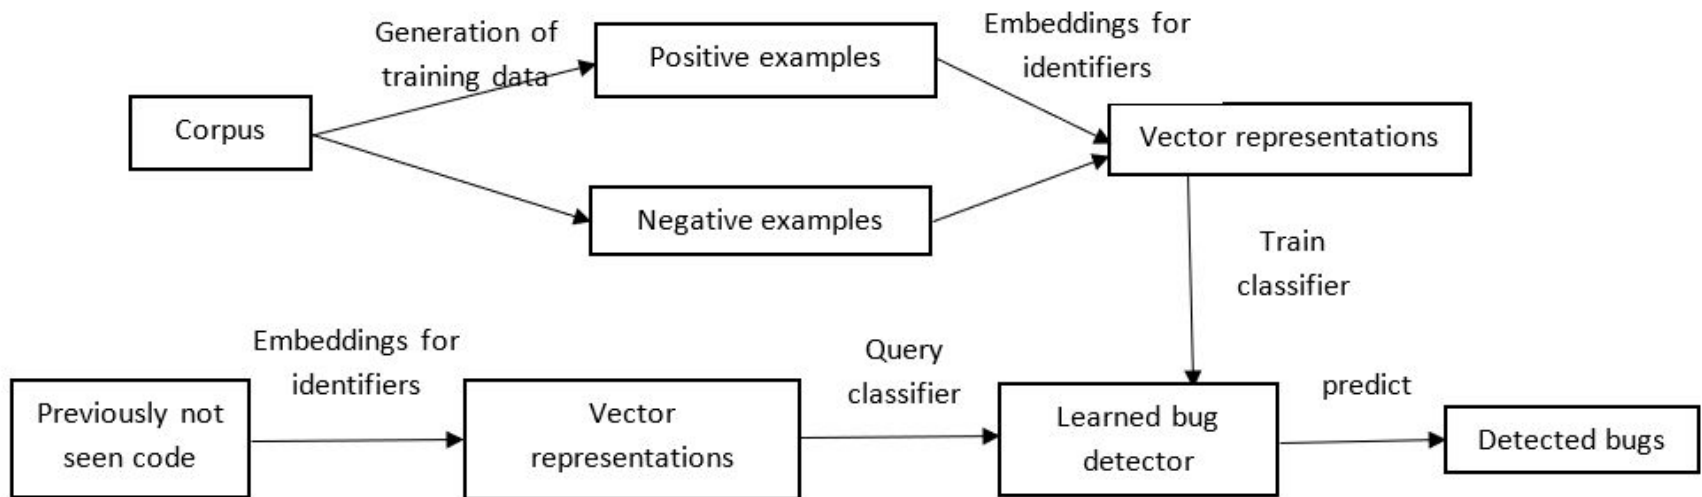 Generation of
training data
Positive examples
Embeddings for
identifiers
Corpus
Vector representations
Negative examples
Train
classifier
Embeddings for
identifiers
Query
classifier
predict
Previously not
seen code
Vector
representations
Learned bug
detector
Detected bugs